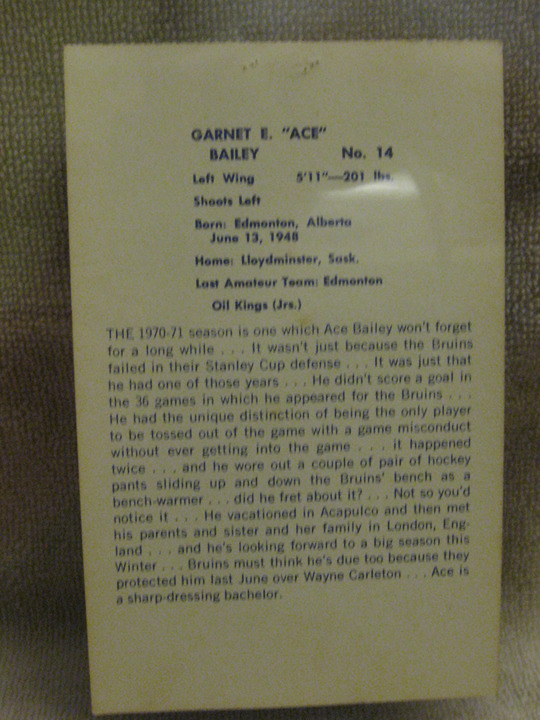 GARNET E. "ACE"
BAILEY No. 14
Left Wing 5'11"—201 lbs.
Shoots Left
Born: Edmonton, Alberta
June 13, 1948
Home: Lloydminster, Sask.
Last Amateur Team: Edmonton
Oil Kings (Jrs.)
THE 1970-71 season is one which Ace Bailey won't forget
for a long while . . . It wasn't just because the Bruins
failed in their Stanley Cup defense . . . It was just that
he had one of those years . . . He didn't score a goal in
the 36 games in which he appeared for the Bruins . . .
He had the unique distinction of being the only player
to be tossed out of the game with a game misconduct
without ever getting into the game . . . it happened
twice . . . and he wore out a couple of pair of hockey
pants sliding up and down the Bruins' bench as a
bench-warmer . . . did he fret about it? . . . Not so you'd
notice it . . . He vacationed in Acapulco and then met
his parents and sister and her family in London, Eng-
land . . . and he's looking forward to a big season this
Winter . . . Bruins must think he's due too because they
protected him last June over Wayne Carleton . . . Ace is
a sharp-dressing bachelor.